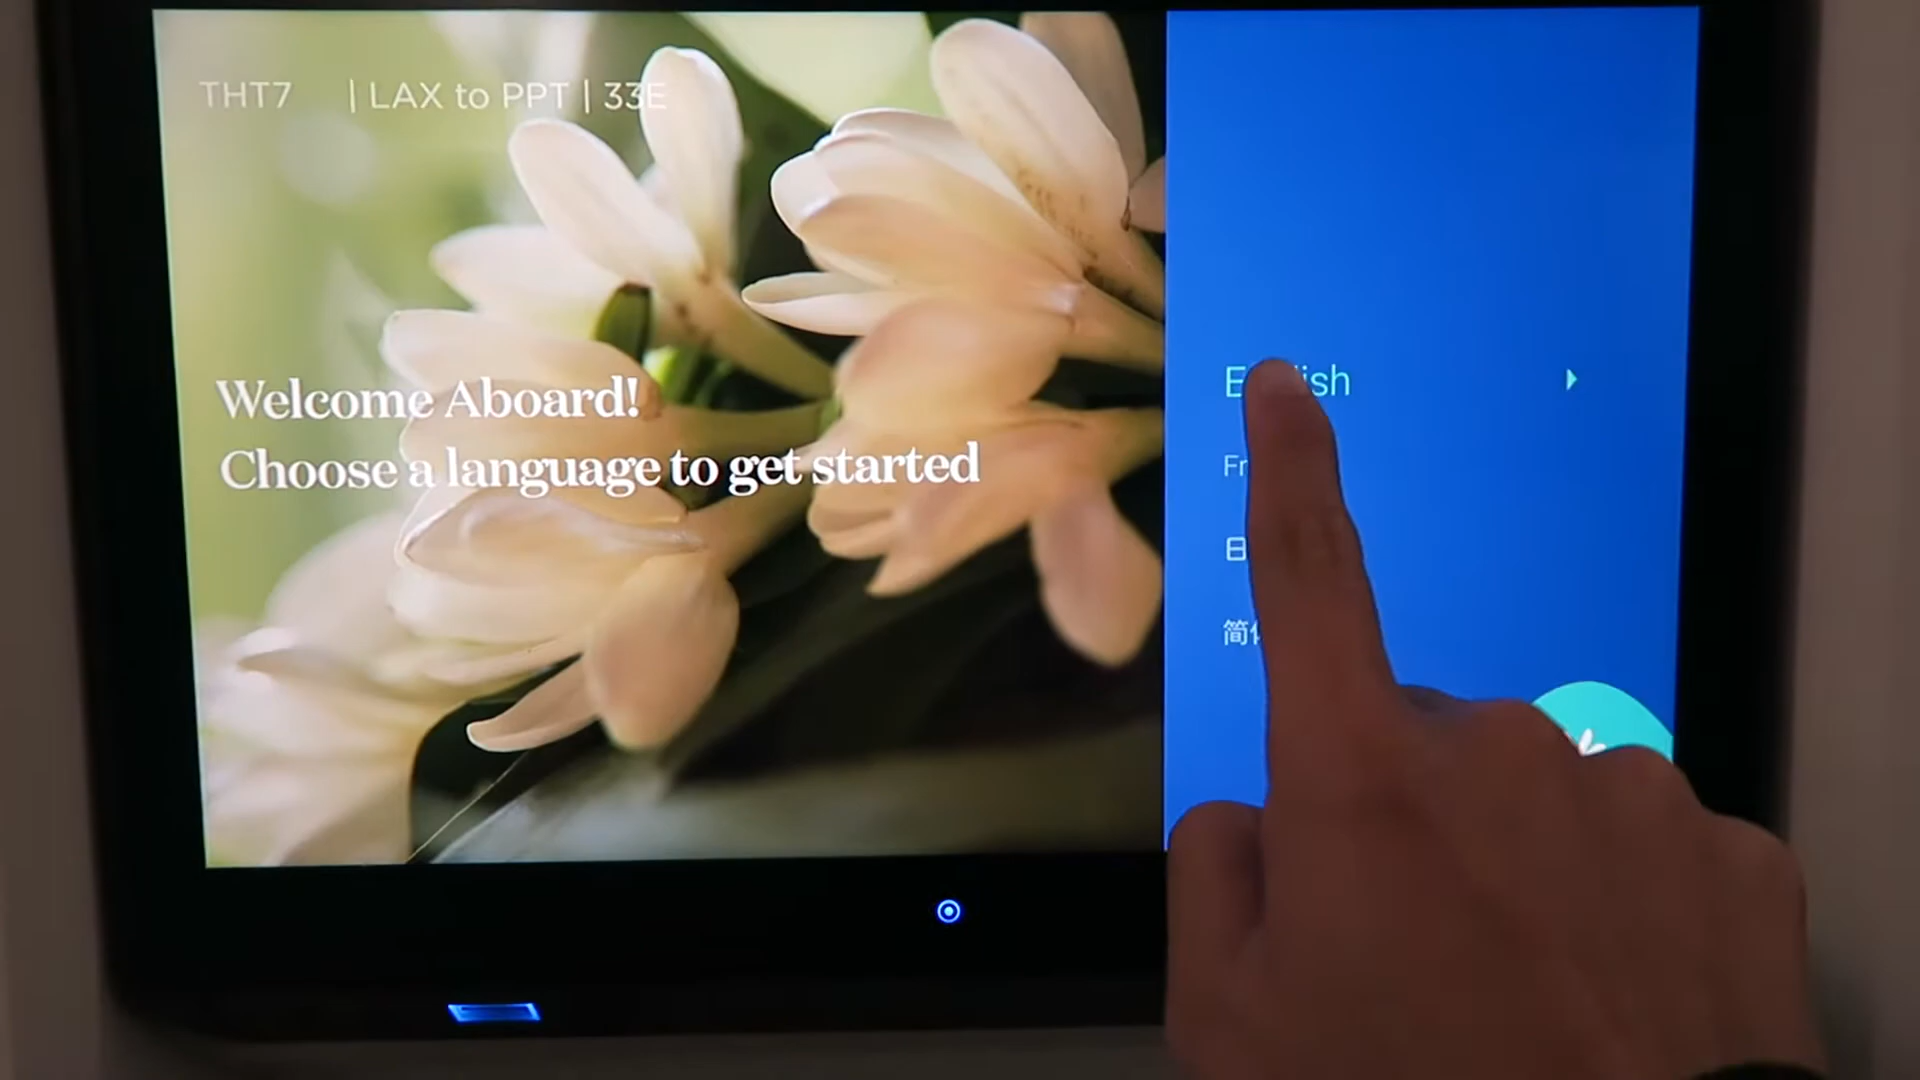 THT7 | LAX to PPT | 33E
Welcome Aboard!
Choose a language to get started